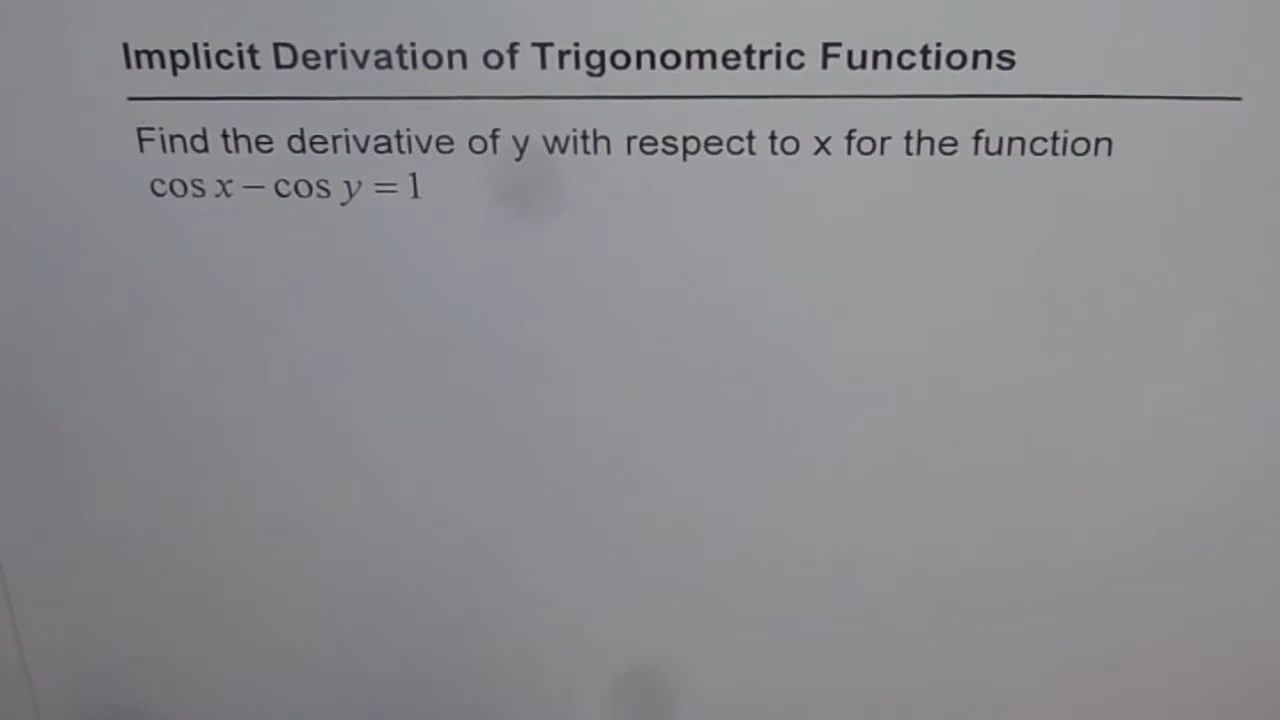 Implicit Derivation of Trigonometric Functions
Find the derivative of y with respect to x for the function
cos x − cos y = 1